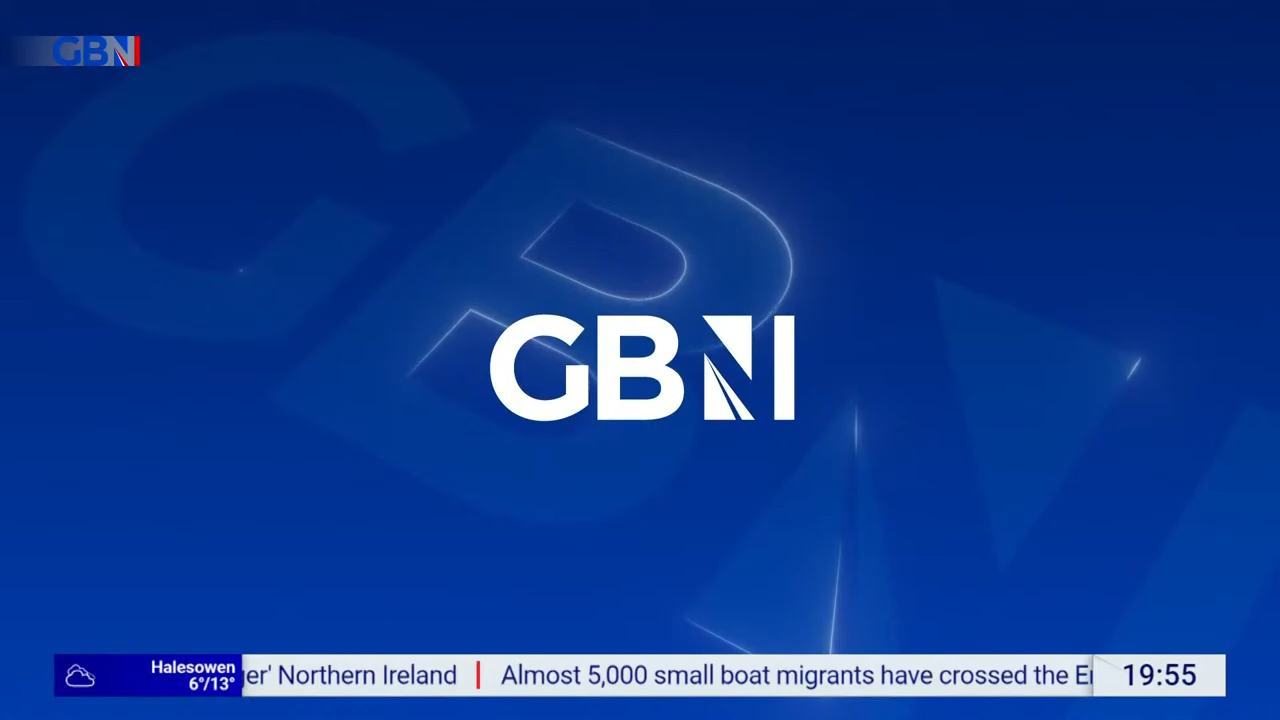 GBN
GBN
Halesowen
6°/13°
er' Northern Ireland | Almost 5,000 small boat migrants have crossed the E
19:55